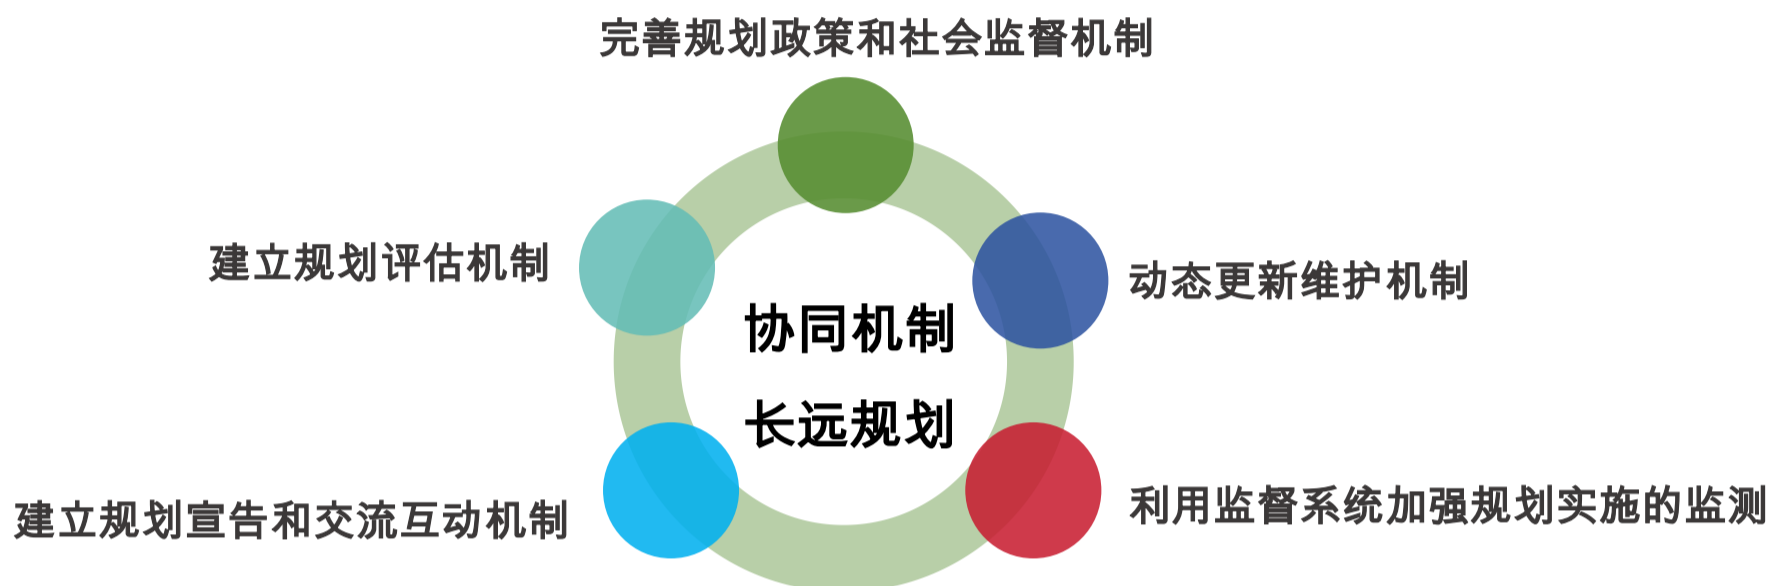 完善规划政策和社会监督机制
建立规划评估机制
动态更新维护机制
协同机制
长远规划
建立规划宣告和交流互动机制
利用监督系统加强规划实施的监测